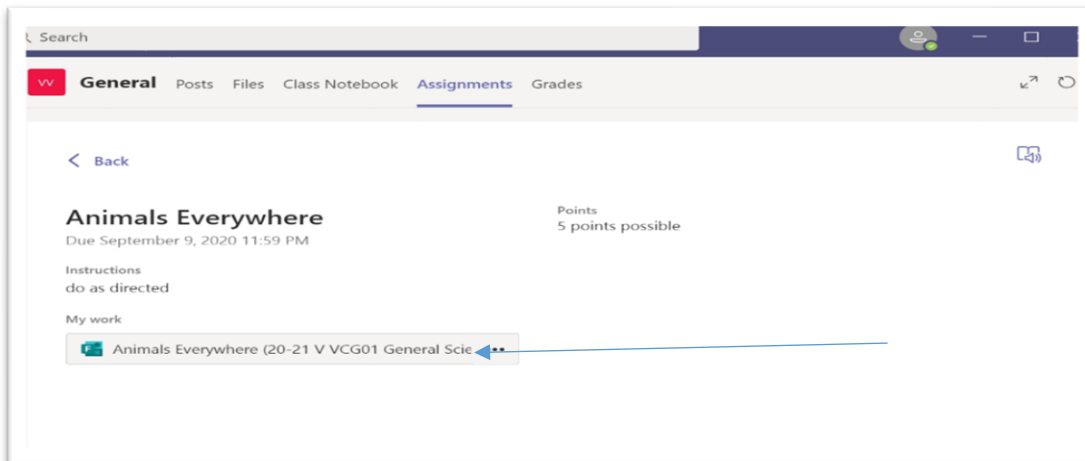 Search
VV General Posts Files Class Notebook Assignments Grades
Back
Animals Everywhere
Due September 9, 2020 11:59 PM
Points
5 points possible
Instructions
do as directed
My work
Animals Everywhere (20-21 V VCG01 General Scie